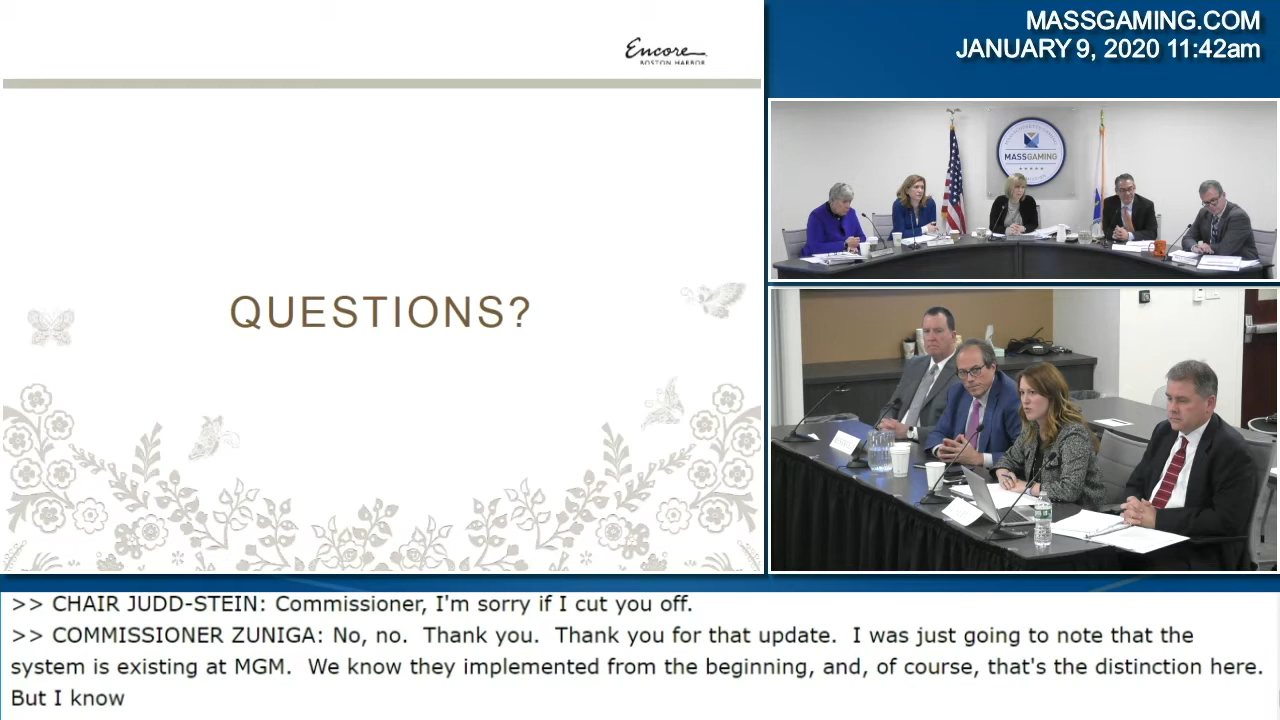 Encore
BOSTON HARBOR
MASSGAMING.COM
JANUARY 9, 2020 11:42am
MASSGAMING
QUESTIONS?
>> CHAIR JUDD-STEIN: Commissioner, I'm sorry if I cut you off.
>> COMMISSIONER ZUNIGA: No, no.  Thank you.  Thank you for that update.  I was just going to note that the
system is existing at MGM.  We know they implemented from the beginning, and, of course, that's the distinction here.
But I know